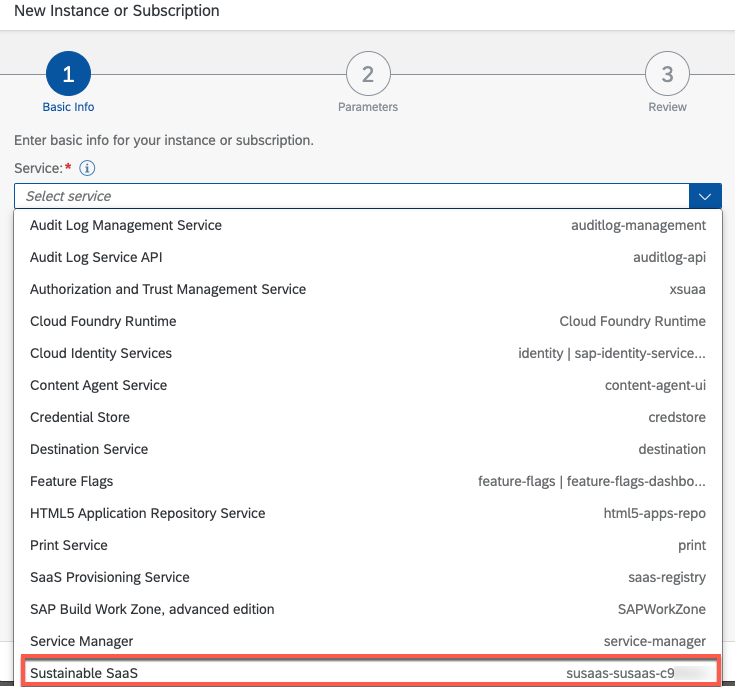 New Instance or Subscription
1 2 3
Basic Info Parameters Review
Enter basic info for your instance or subscription.
Service:* i
Select service
Audit Log Management Service auditlog-management
Audit Log Service API auditlog-api
Authorization and Trust Management Service xsuaa
Cloud Foundry Runtime Cloud Foundry Runtime
Cloud Identity Services identity | sap-identity-service...
Content Agent Service content-agent-ui
Credential Store credstore
Destination Service destination
Feature Flags feature-flags | feature-flags-dashbo...
HTML5 Application Repository Service html5-apps-repo
Print Service print
SaaS Provisioning Service saas-registry
SAP Build Work Zone, advanced edition SAPWorkZone
Service Manager service-manager
Sustainable SaaS susaas-susaas-c9